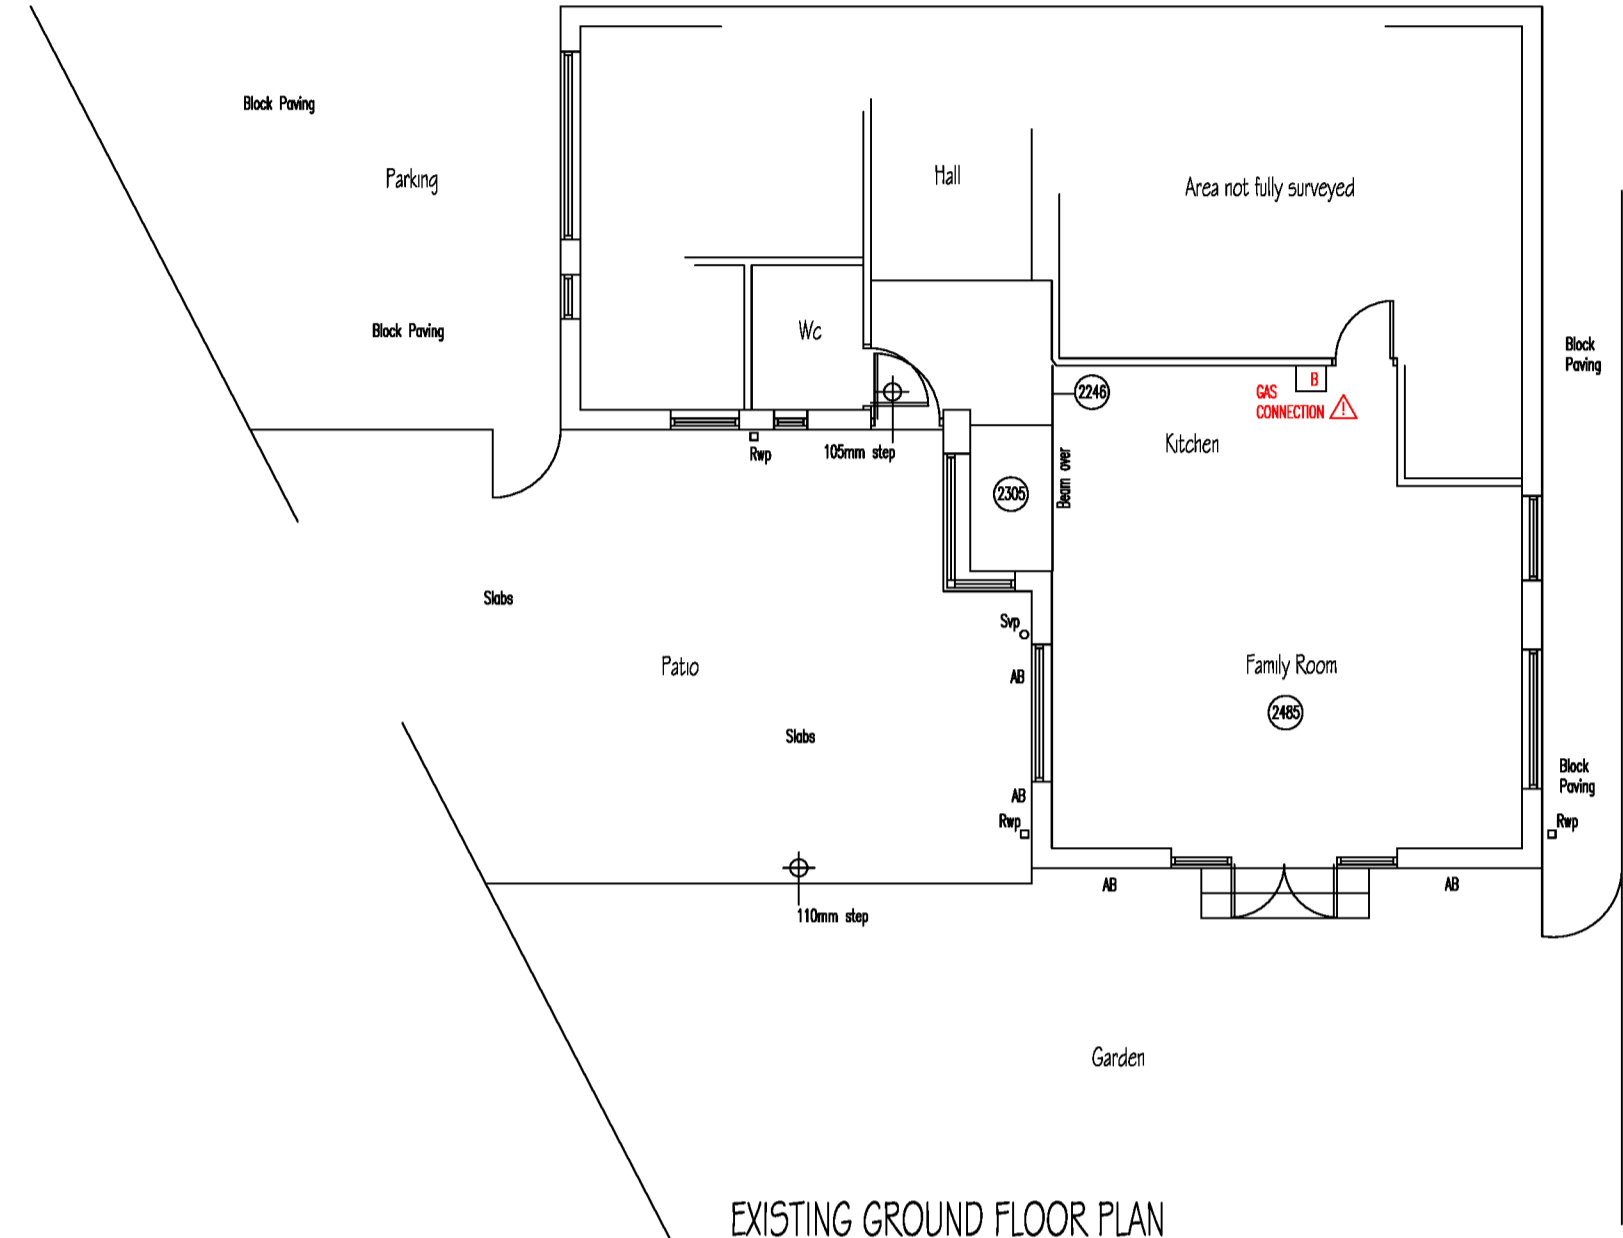 Block Paving
Parking
Hall
Area not fully surveyed
Block Paving
Wc
Block
Paving
2246
B
GAS
CONNECTION
!
Kitchen
Rwp
105mm step
Beam over
2305
Slabs
Svp
Patio
AB
Family Room
2485
Slabs
Block
Paving
AB
Rwp
Rwp
AB
AB
110mm step
Garden
EXISTING GROUND FLOOR PLAN